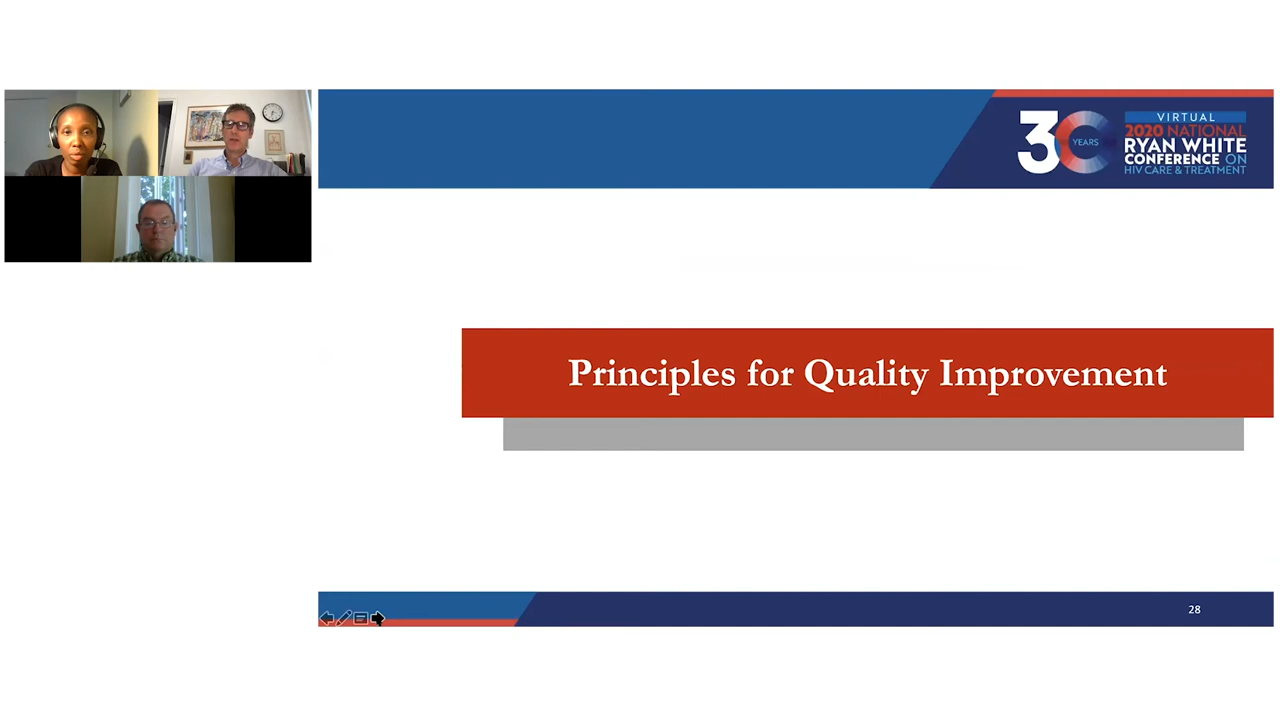 30
YEARS
VIRTUAL
2020 NATIONAL
RYAN WHITE
CONFERENCE ON
HIV CARE & TREATMENT
Principles for Quality Improvement
28